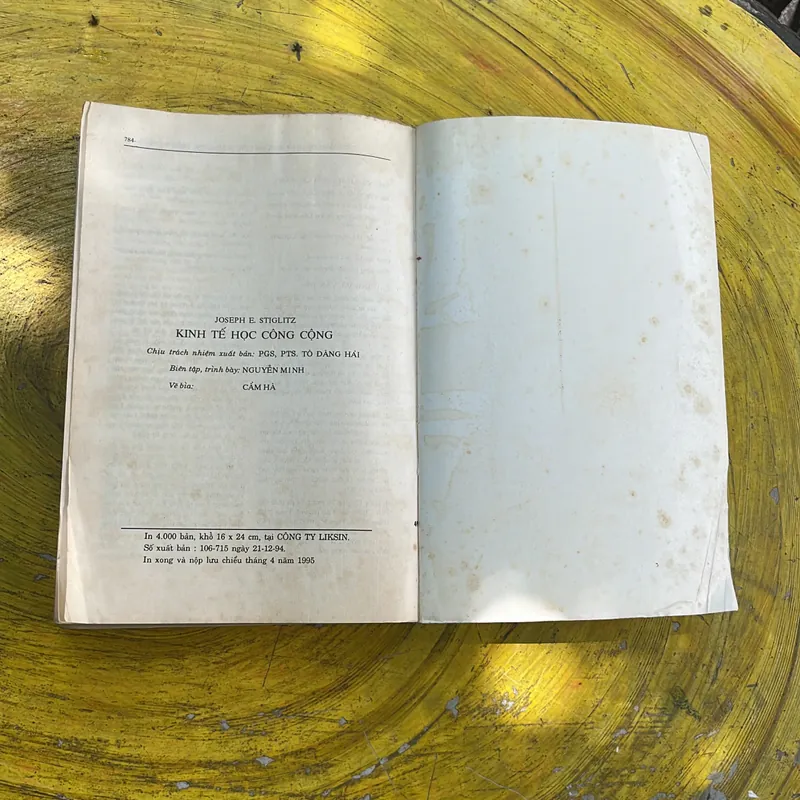 784
JOSEPH E. STIGLITZ
KINH TẾ HỌC CÔNG CỘNG
Chịu trách nhiệm xuất bản: PGS, PTS. TÔ ĐĂNG HẢI
Biên tập, trình bày: NGUYỄN MINH
Vẽ bìa: CẨM HÀ
In 4.000 bản, khổ 16 x 24 cm, tại CÔNG TY LIKSIN.
Số xuất bản : 106-715 ngày 21-12-94.
In xong và nộp lưu chiểu tháng 4 năm 1995